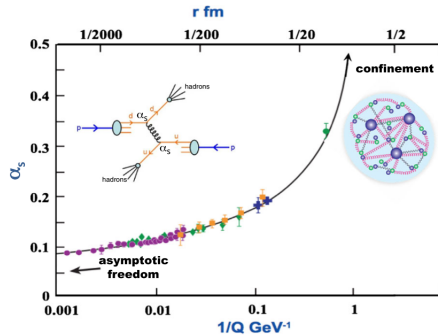 r fm
1/2000 1/200 1/20 1/2
0.5
0.4
0.3
0.2
0.1
0.0
αs
confinement
hadrons
αs
d
d
p
u
αs
u
p
hadrons
asymptotic
freedom
0.001 0.01 0.1 1
1/Q GeV⁻¹